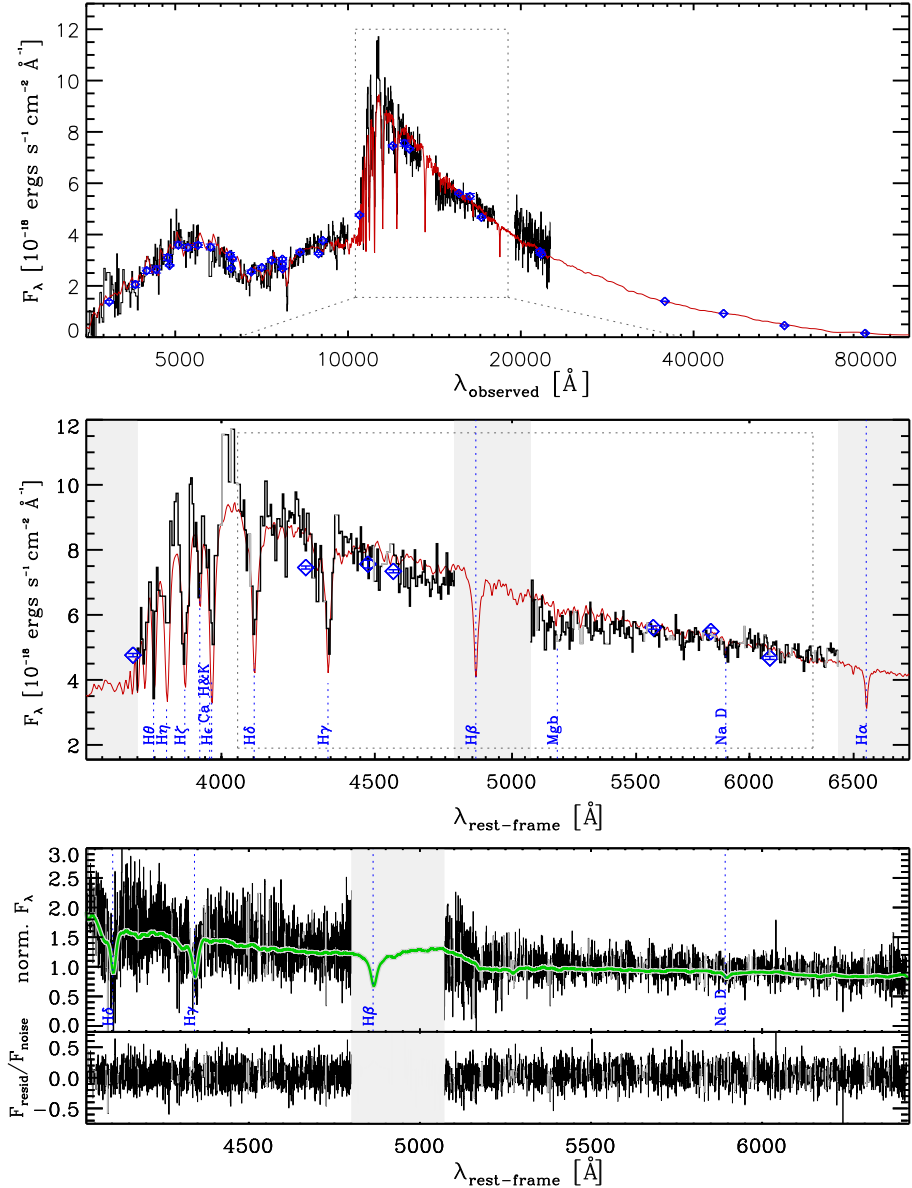 12
10
8
6
4
2
0
F_λ [10⁻¹⁸ ergs s⁻¹ cm⁻² Å⁻¹]
5000 10000 20000 40000 80000
λ_observed [Å]
12
10
8
6
4
2
F_λ [10⁻¹⁸ ergs s⁻¹ cm⁻² Å⁻¹]
Hθ Hη Hζ Ca H&K Hε Hδ Hγ Hβ Mgb Na D Hα
4000 4500 5000 5500 6000 6500
λ_rest-frame [Å]
3.0
2.5
2.0
1.5
1.0
0.5
0.0
norm. F_λ
Hδ Hγ Hβ Na D
0.5
0.0
−0.5
F_resid/F_noise
4500 5000 5500 6000
λ_rest-frame [Å]